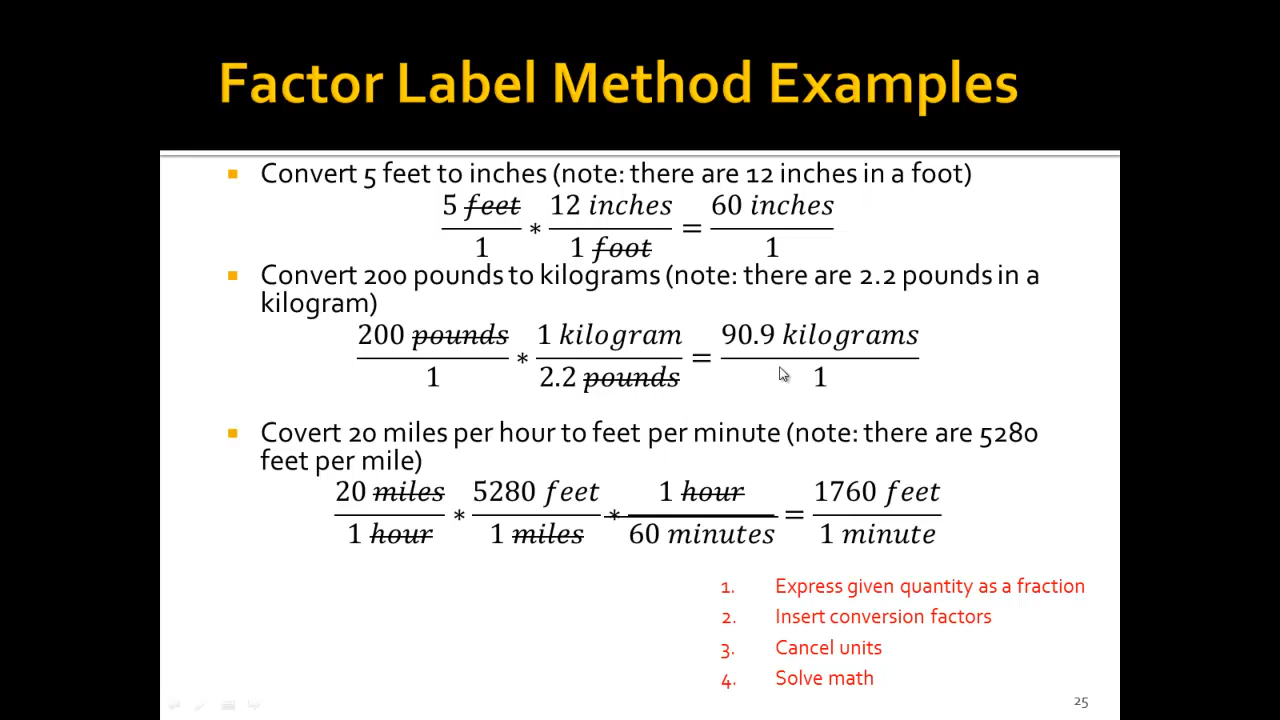 Factor Label Method Examples
▪ Convert 5 feet to inches (note: there are 12 inches in a foot)
5 feet/1 * 12 inches/1 foot = 60 inches/1
▪ Convert 200 pounds to kilograms (note: there are 2.2 pounds in a
kilogram)
200 pounds/1 * 1 kilogram/2.2 pounds = 90.9 kilograms/1
▪ Covert 20 miles per hour to feet per minute (note: there are 5280
feet per mile)
20 miles/1 hour * 5280 feet/1 miles * 1 hour/60 minutes = 1760 feet/1 minute
1. Express given quantity as a fraction
2. Insert conversion factors
3. Cancel units
4. Solve math
25